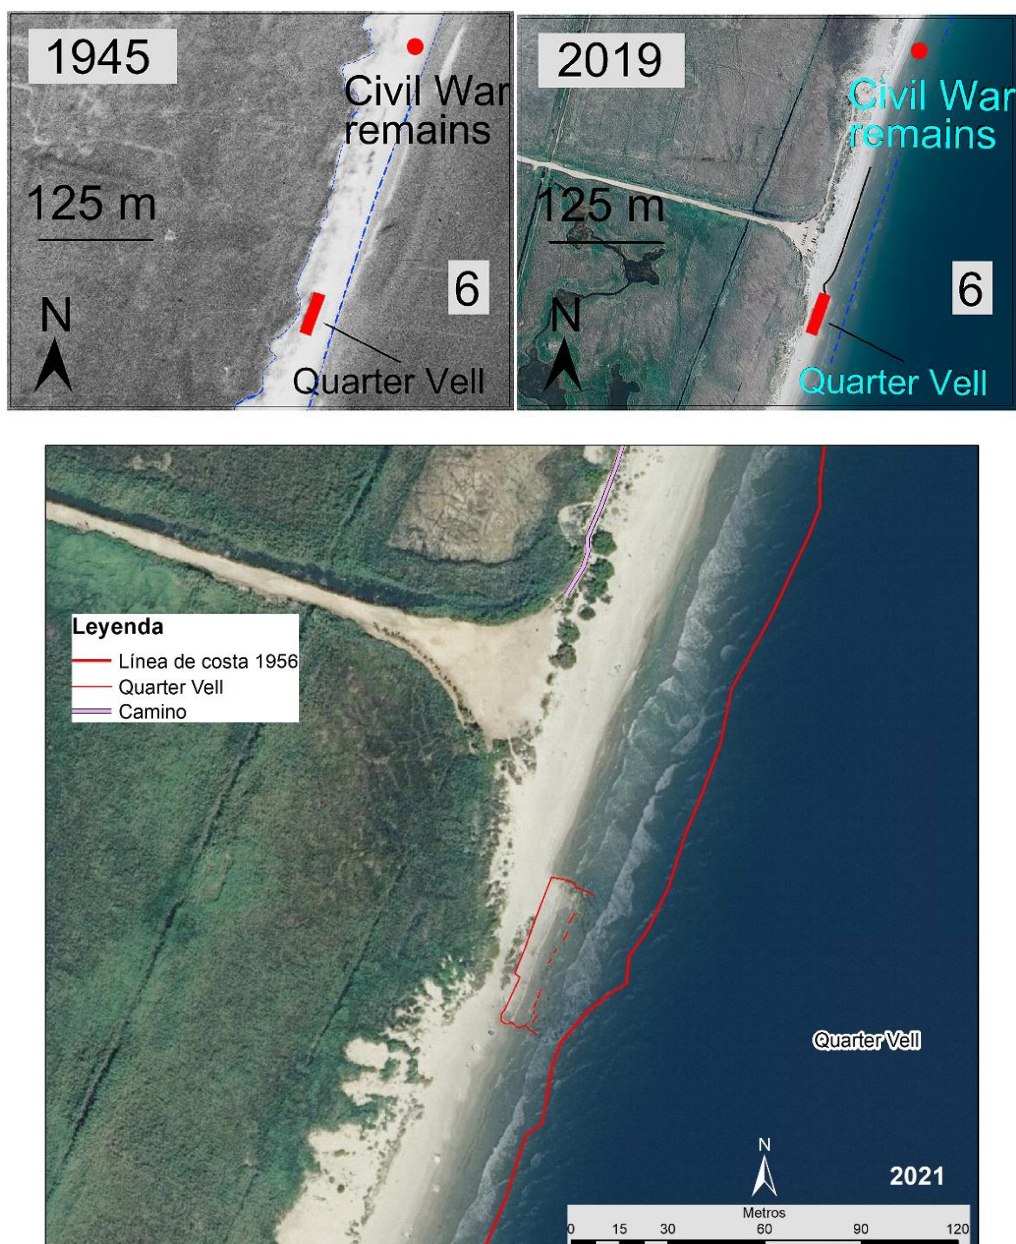 1945
Civil War
remains
125 m
6
N
Quarter Vell
2019
Civil War
remains
125 m
6
N
Quarter Vell
Leyenda
Línea de costa 1956
Quarter Vell
Camino
Quarter Vell
N
2021
Metros
0 15 30 60 90 120